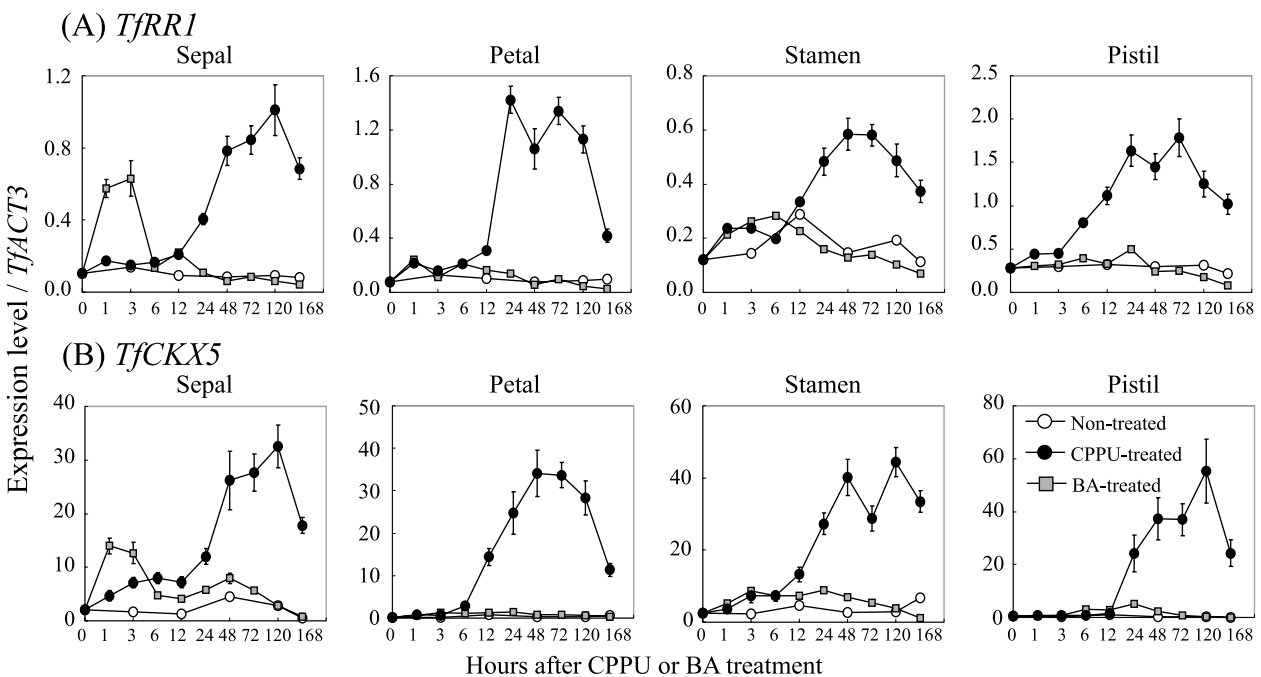 (A) TfRR1
Sepal Petal Stamen Pistil
1.2 1.6 0.8 2.5
2.0
0.8 1.2 0.6
1.5
0.8 0.4
1.0
0.4
0.4 0.2 0.5
0.0 0.0 0.0 0.0
0 1 3 6 12 24 48 72 120 168 0 1 3 6 12 24 48 72 120 168 0 1 3 6 12 24 48 72 120 168 0 1 3 6 12 24 48 72 120 168
(B) TfCKX5
Sepal Petal Stamen Pistil
40 50 60 80
Non-treated
CPPU-treated
BA-treated
30 40 40 60
30
20 40
20 20
10 10 20
0 0 0 0
0 1 3 6 12 24 48 72 120 168 0 1 3 6 12 24 48 72 120 168 0 1 3 6 12 24 48 72 120 168 0 1 3 6 12 24 48 72 120 168
Expression level / TfACT3
Hours after CPPU or BA treatment